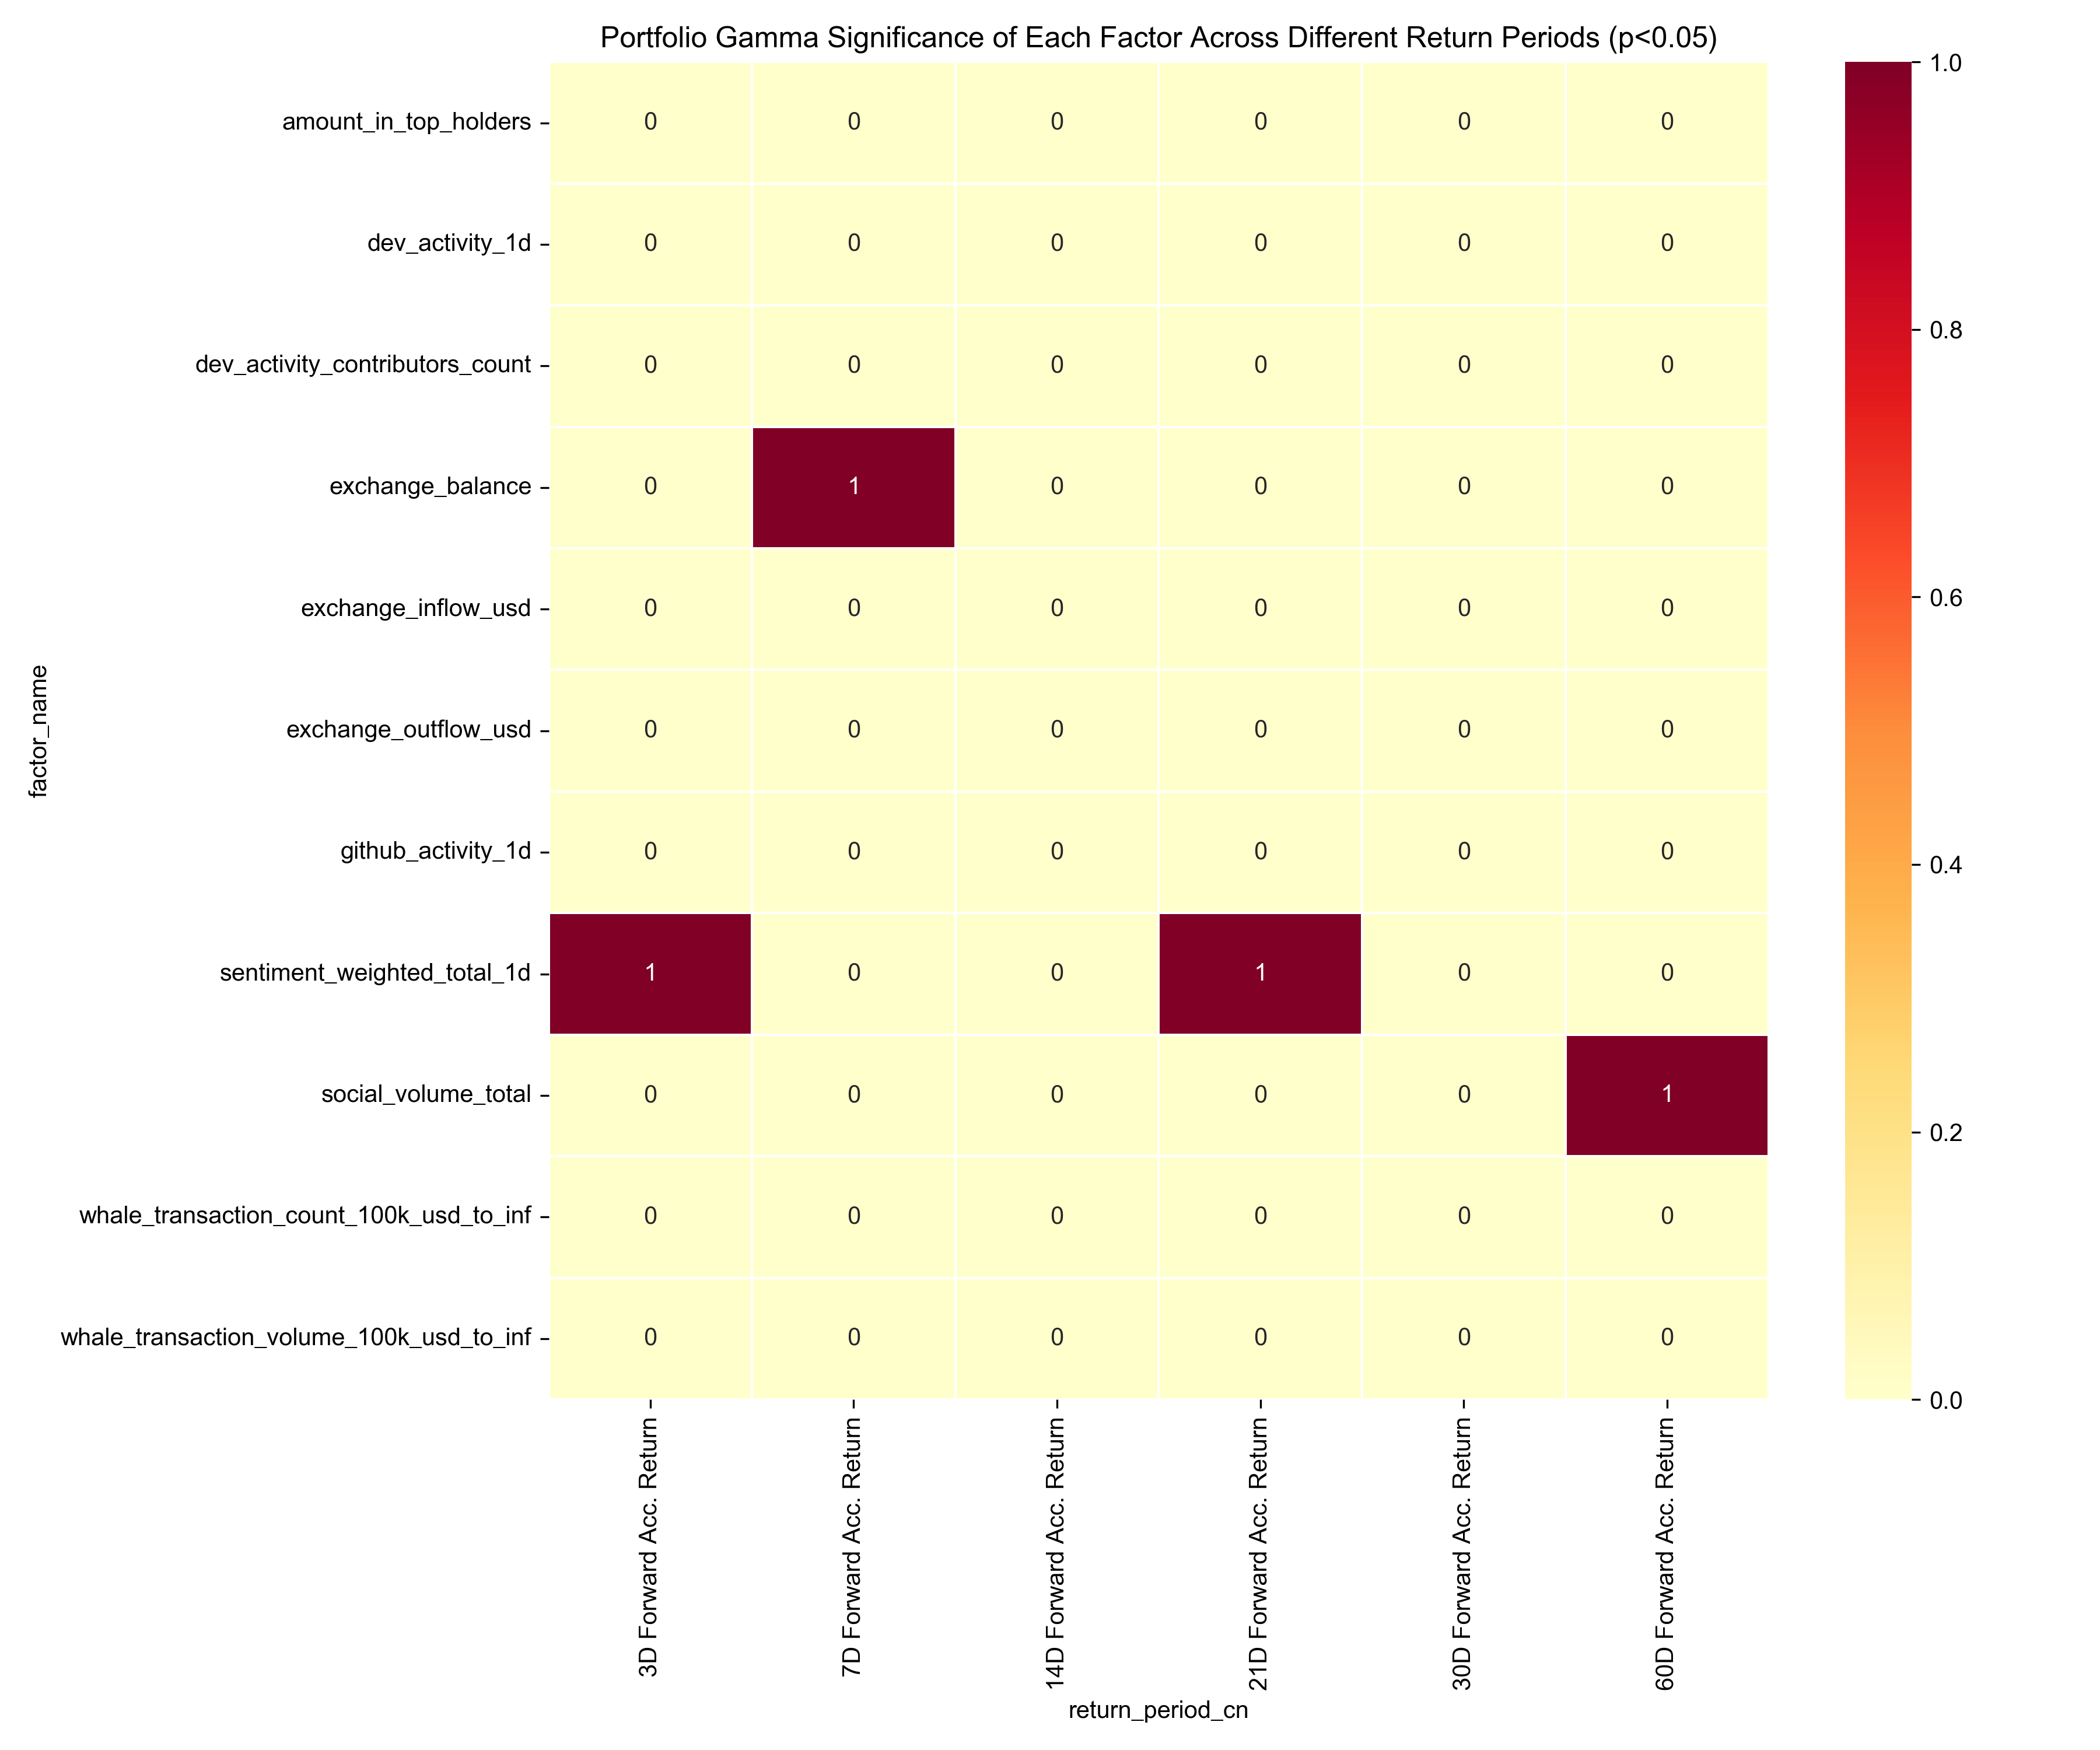 Portfolio Gamma Significance of Each Factor Across Different Return Periods (p<0.05)
factor_name
amount_in_top_holders 0 0 0 0 0 0
dev_activity_1d 0 0 0 0 0 0
dev_activity_contributors_count 0 0 0 0 0 0
exchange_balance 0 1 0 0 0 0
exchange_inflow_usd 0 0 0 0 0 0
exchange_outflow_usd 0 0 0 0 0 0
github_activity_1d 0 0 0 0 0 0
sentiment_weighted_total_1d 1 0 0 1 0 0
social_volume_total 0 0 0 0 0 1
whale_transaction_count_100k_usd_to_inf 0 0 0 0 0 0
whale_transaction_volume_100k_usd_to_inf 0 0 0 0 0 0
3D Forward Acc. Return
7D Forward Acc. Return
14D Forward Acc. Return
21D Forward Acc. Return
30D Forward Acc. Return
60D Forward Acc. Return
return_period_cn
1.0
0.8
0.6
0.4
0.2
0.0